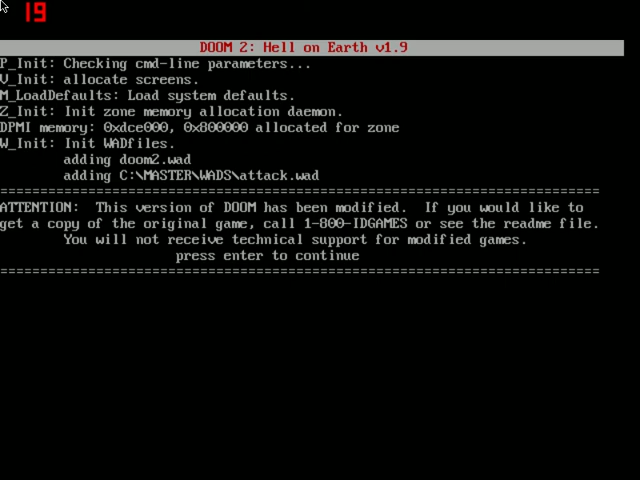 19
DOOM 2: Hell on Earth v1.9
P_Init: Checking cmd-line parameters...
V_Init: allocate screens.
M_LoadDefaults: Load system defaults.
Z_Init: Init zone memory allocation daemon.
DPMI memory: 0xdce000, 0x800000 allocated for zone
W_Init: Init WADfiles.
adding doom2.wad
adding C:\MASTER\WADS\attack.wad
===========================================================================
ATTENTION:  This version of DOOM has been modified.  If you would like to
get a copy of the original game, call 1-800-IDGAMES or see the readme file.
You will not receive technical support for modified games.
press enter to continue
===========================================================================